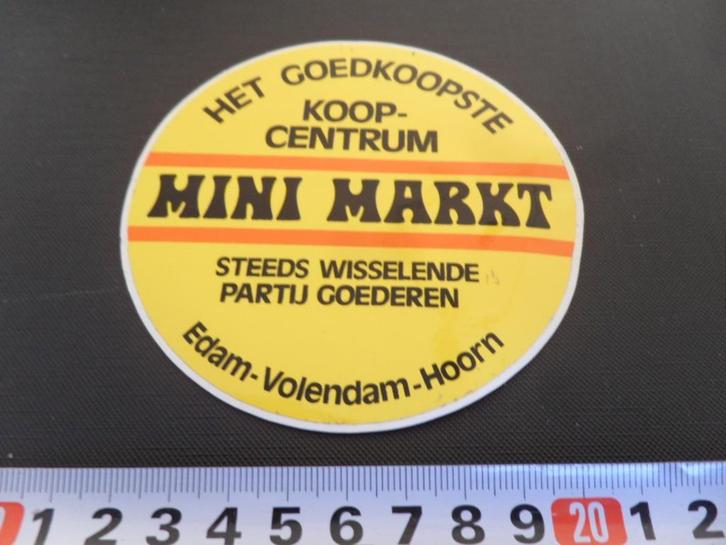 HET GOEDKOOPSTE
KOOP-
CENTRUM
MINI MARKT
STEEDS WISSELENDE
PARTIJ GOEDEREN
Edam-Volendam-Hoorn
1 2 3 4 5 6 7 8 9 20 1 2